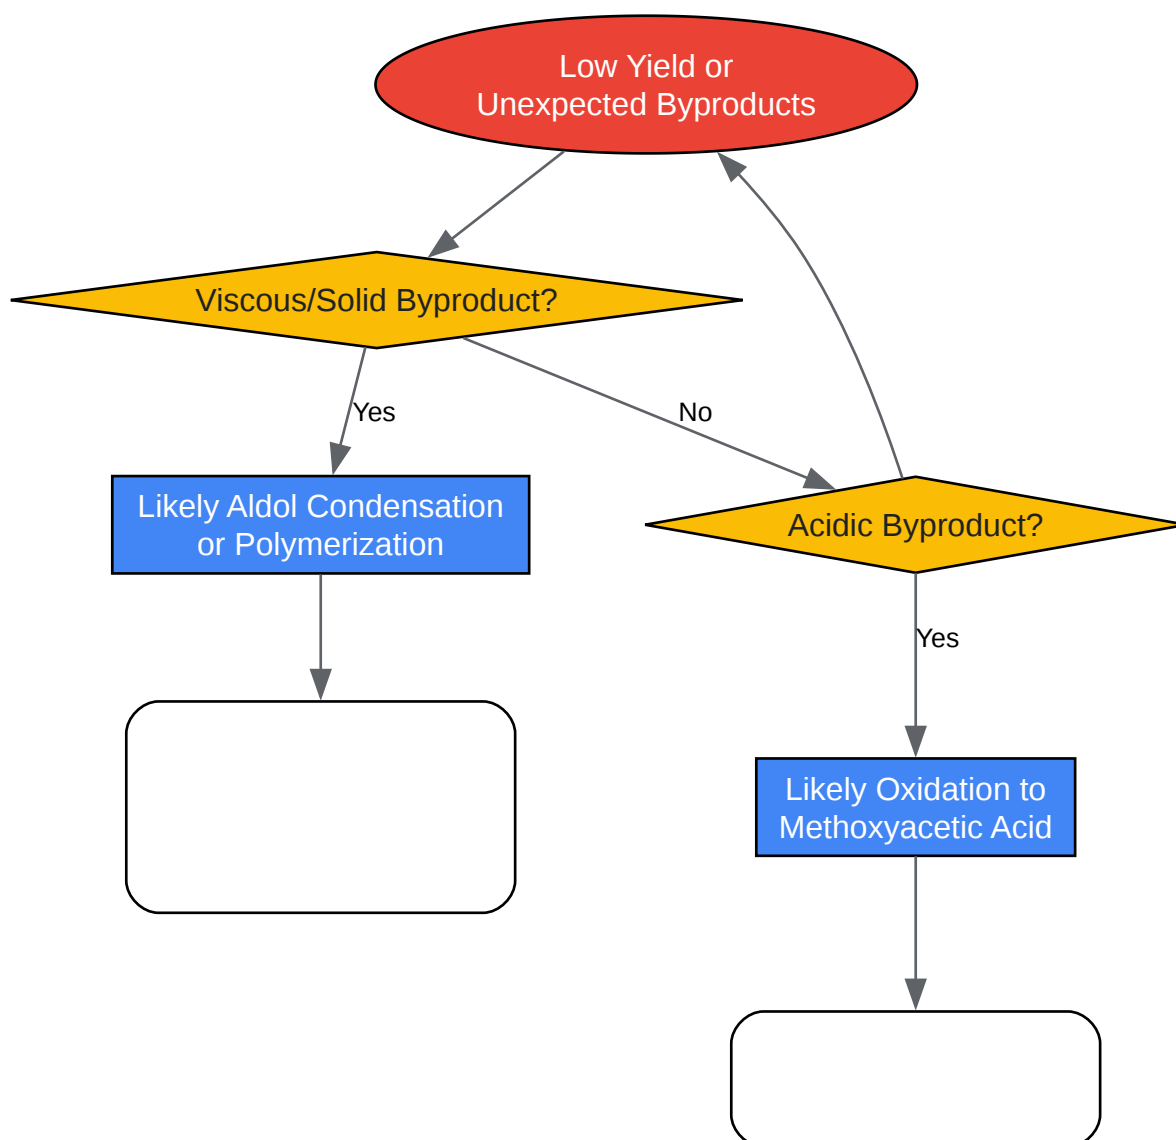 Low Yield or
Unexpected Byproducts
Viscous/Solid Byproduct?
Yes
No
Likely Aldol Condensation
or Polymerization
Acidic Byproduct?
Yes
Likely Oxidation to
Methoxyacetic Acid